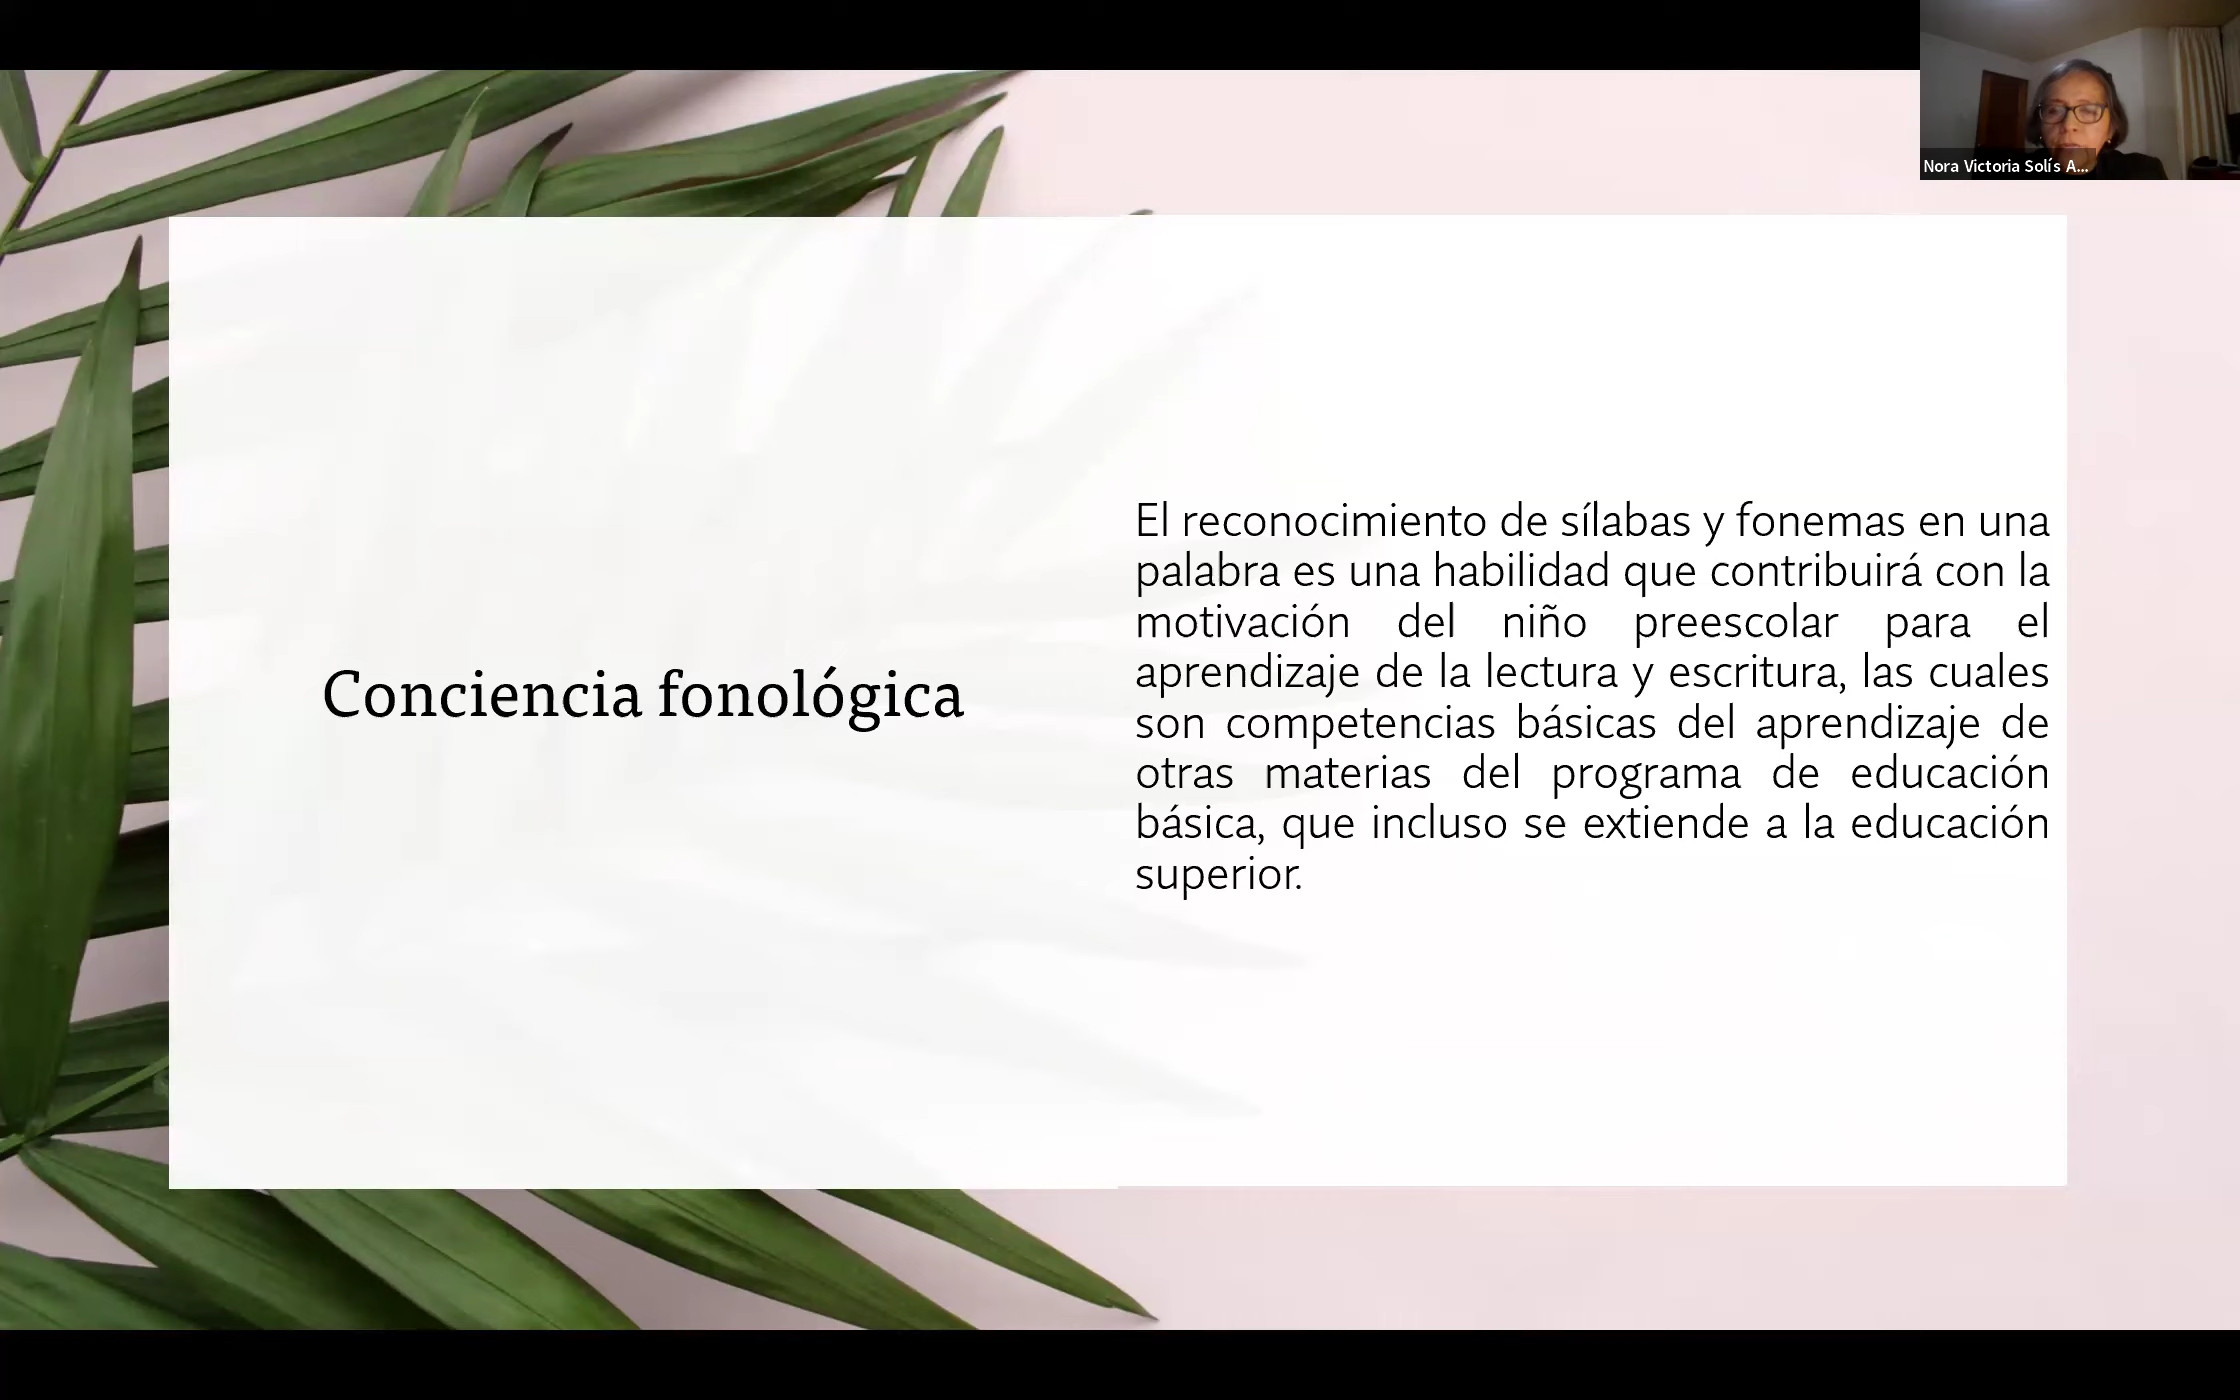 Nora Victoria Solís A...
Conciencia fonológica
El reconocimiento de sílabas y fonemas en una
palabra es una habilidad que contribuirá con la
motivación del niño preescolar para el
aprendizaje de la lectura y escritura, las cuales
son competencias básicas del aprendizaje de
otras materias del programa de educación
básica, que incluso se extiende a la educación
superior.